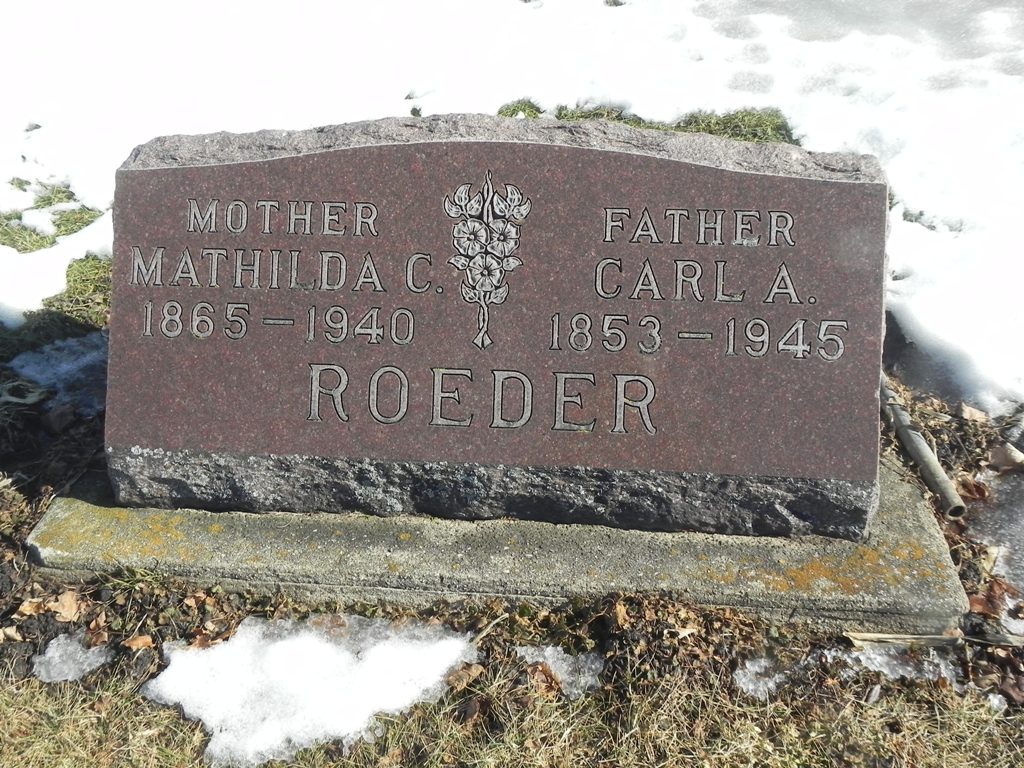 MOTHER
MATHILDA C.
1865 – 1940
FATHER
CARL A.
1853 – 1945
ROEDER